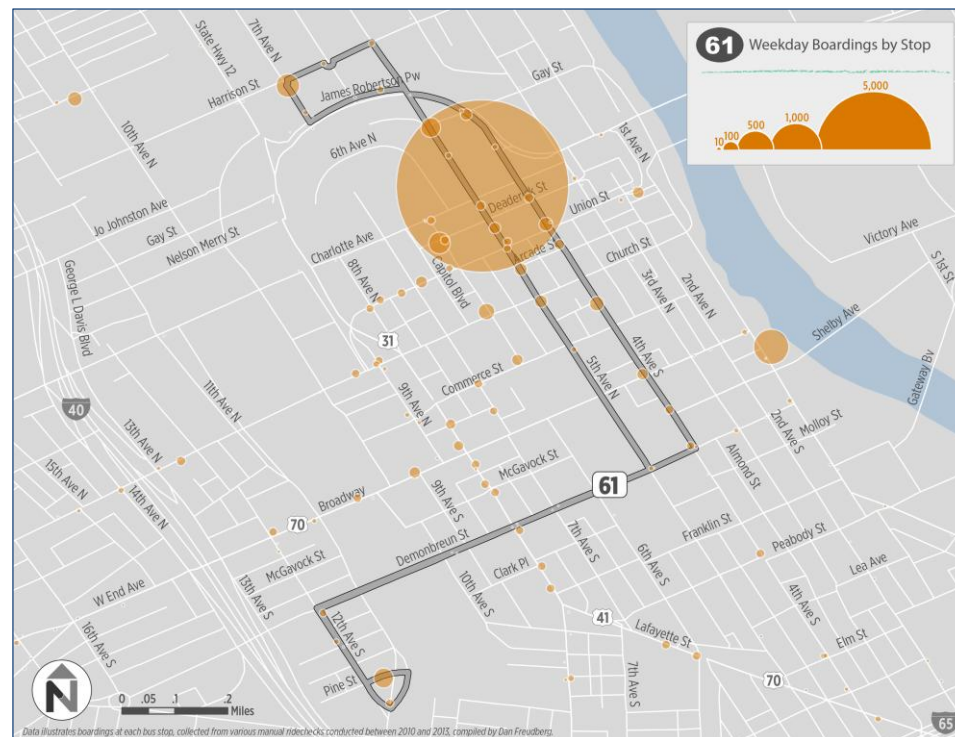 61 Weekday Boardings by Stop
10 100 500 1,000 5,000
State Hwy 12
7th Ave N
Harrison St
James Robertson Pw
Gay St
10th Ave N
6th Ave N
1st Ave N
Deaderick St
Union St
Jo Johnston Ave
Gay St
Nelson Merry St
Charlotte Ave
Arcade St
Church St
Victory Ave
S 1st St
George L Davis Blvd
8th Ave N
Capitol Blvd
3rd Ave N
2nd Ave N
Shelby Ave
31
Commerce St
5th Ave N
4th Ave S
Gateway Bv
40
11th Ave N
9th Ave N
2nd Ave S
Molloy St
13th Ave N
15th Ave N
14th Ave N
McGavock St
Almond St
61
Broadway
70
9th Ave S
Franklin St
Peabody St
Demonbreun St
7th Ave S
6th Ave S
Lea Ave
McGavock St
Clark Pl
W End Ave
13th Ave S
10th Ave S
4th Ave S
12th Ave S
41
Lafayette St
Elm St
16th Ave S
7th Ave S
70
Pine St
N
0 .05 .1 .2
Miles
65
Data illustrates boardings at each bus stop, collected from various manual ridechecks conducted between 2010 and 2013, compiled by Dan Freudberg.